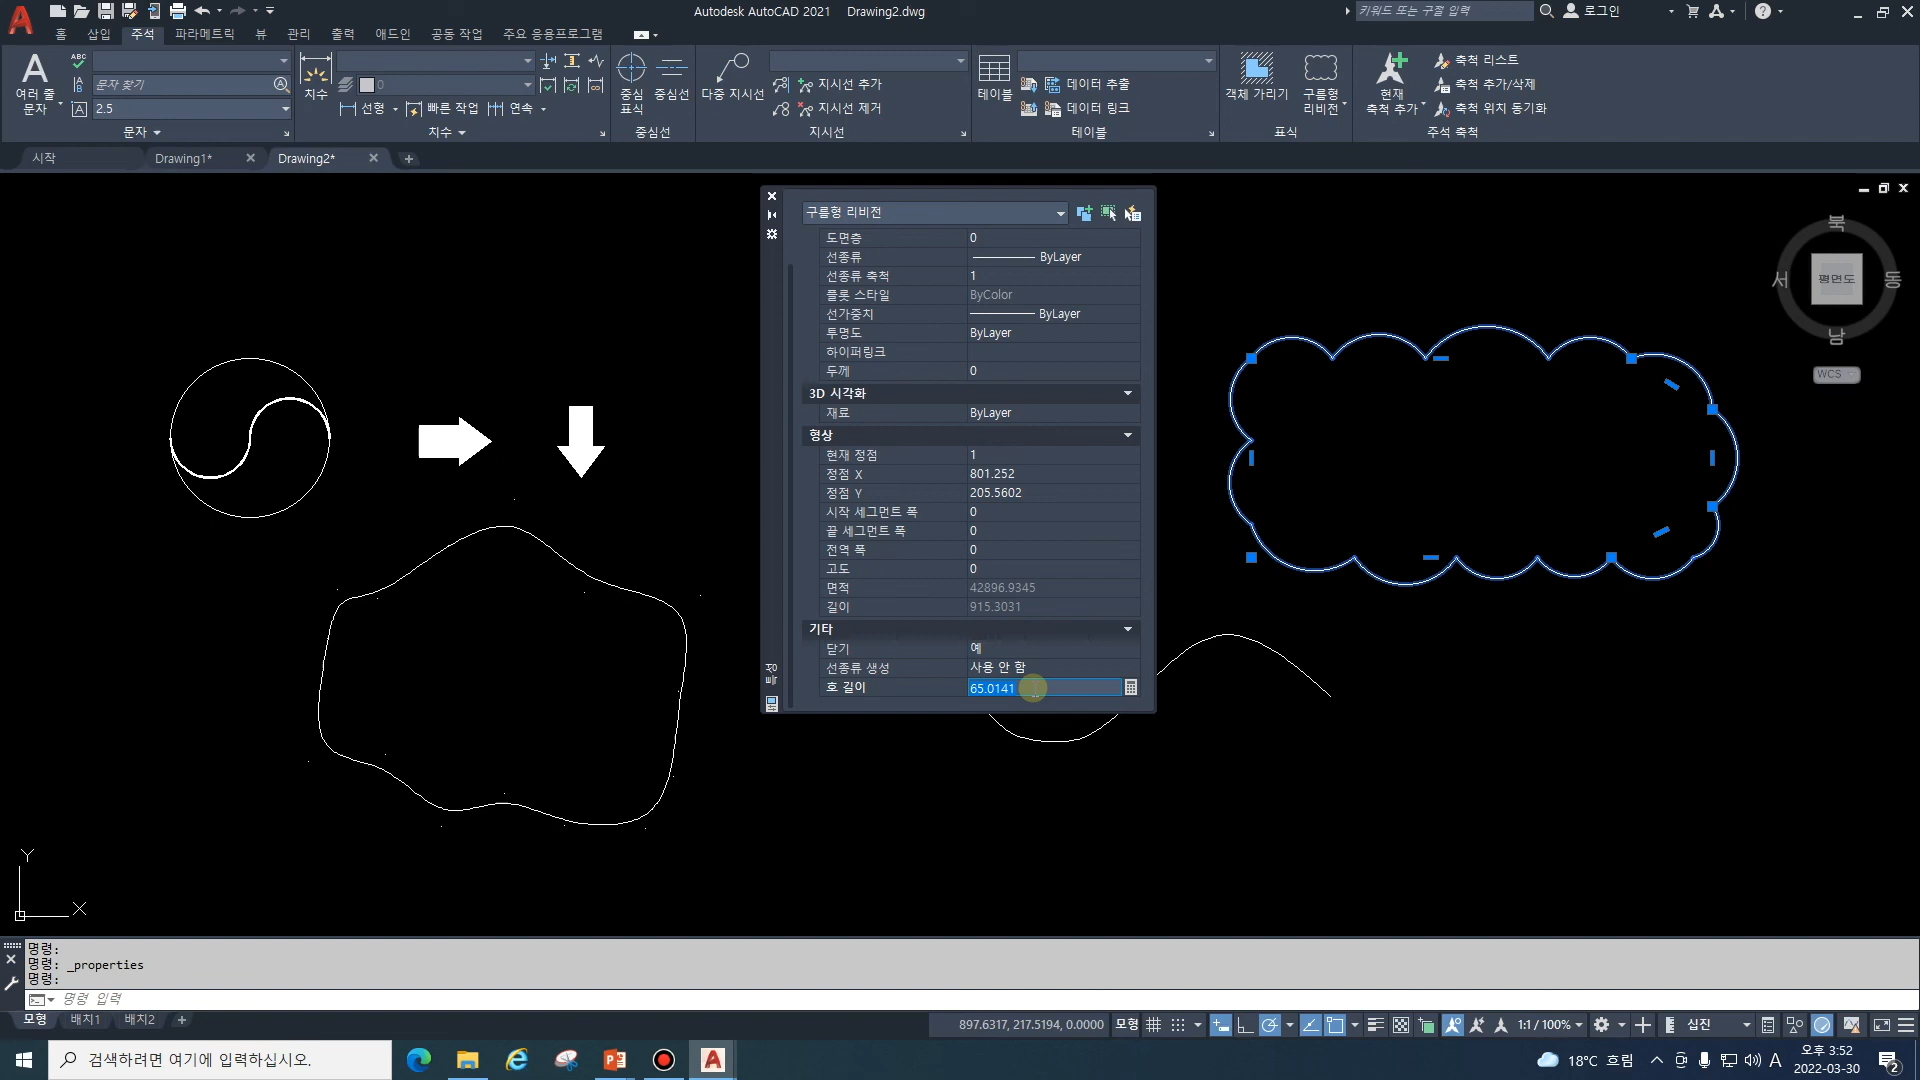 Autodesk AutoCAD 2021 Drawing2.dwg
키워드 또는 구절 입력
로그인
홈 삽입 주석 파라메트릭 뷰 관리 출력 애드인 공동 작업 주요 응용프로그램
여러 줄
문자
ABC
문자 찾기
2.5
문자
치수
0
선형 빠른 작업 연속
치수
중심
표식
중심선
중심선
다중 지시선
지시선 추가
지시선 제거
지시선
테이블
데이터 추출
데이터 링크
테이블
객체 가리기
구름형
리비전
표식
현재
축척 추가
축척 리스트
축척 추가/삭제
축척 위치 동기화
주석 축척
시작 Drawing1* Drawing2*
구름형 리비전
도면층 0
선종류 ByLayer
선종류 축척 1
플롯 스타일 ByColor
선가중치 ByLayer
투명도 ByLayer
하이퍼링크
두께 0
3D 시각화
재료 ByLayer
형상
현재 정점 1
정점 X 801.252
정점 Y 205.5602
시작 세그먼트 폭 0
끝 세그먼트 폭 0
전역 폭 0
고도 0
면적 42896.9345
길이 915.3031
기타
닫기 예
선종류 생성 사용 안 함
호 길이 65.0141
특성
북
서 평면도 동
남
WCS
Y
X
명령:
명령: _properties
명령:
명령 입력
모형 배치1 배치2
897.6317, 217.5194, 0.0000 모형 1:1 / 100% 십진
검색하려면 여기에 입력하십시오.
18°C 흐림
A
오후 3:52
2022-03-30
2